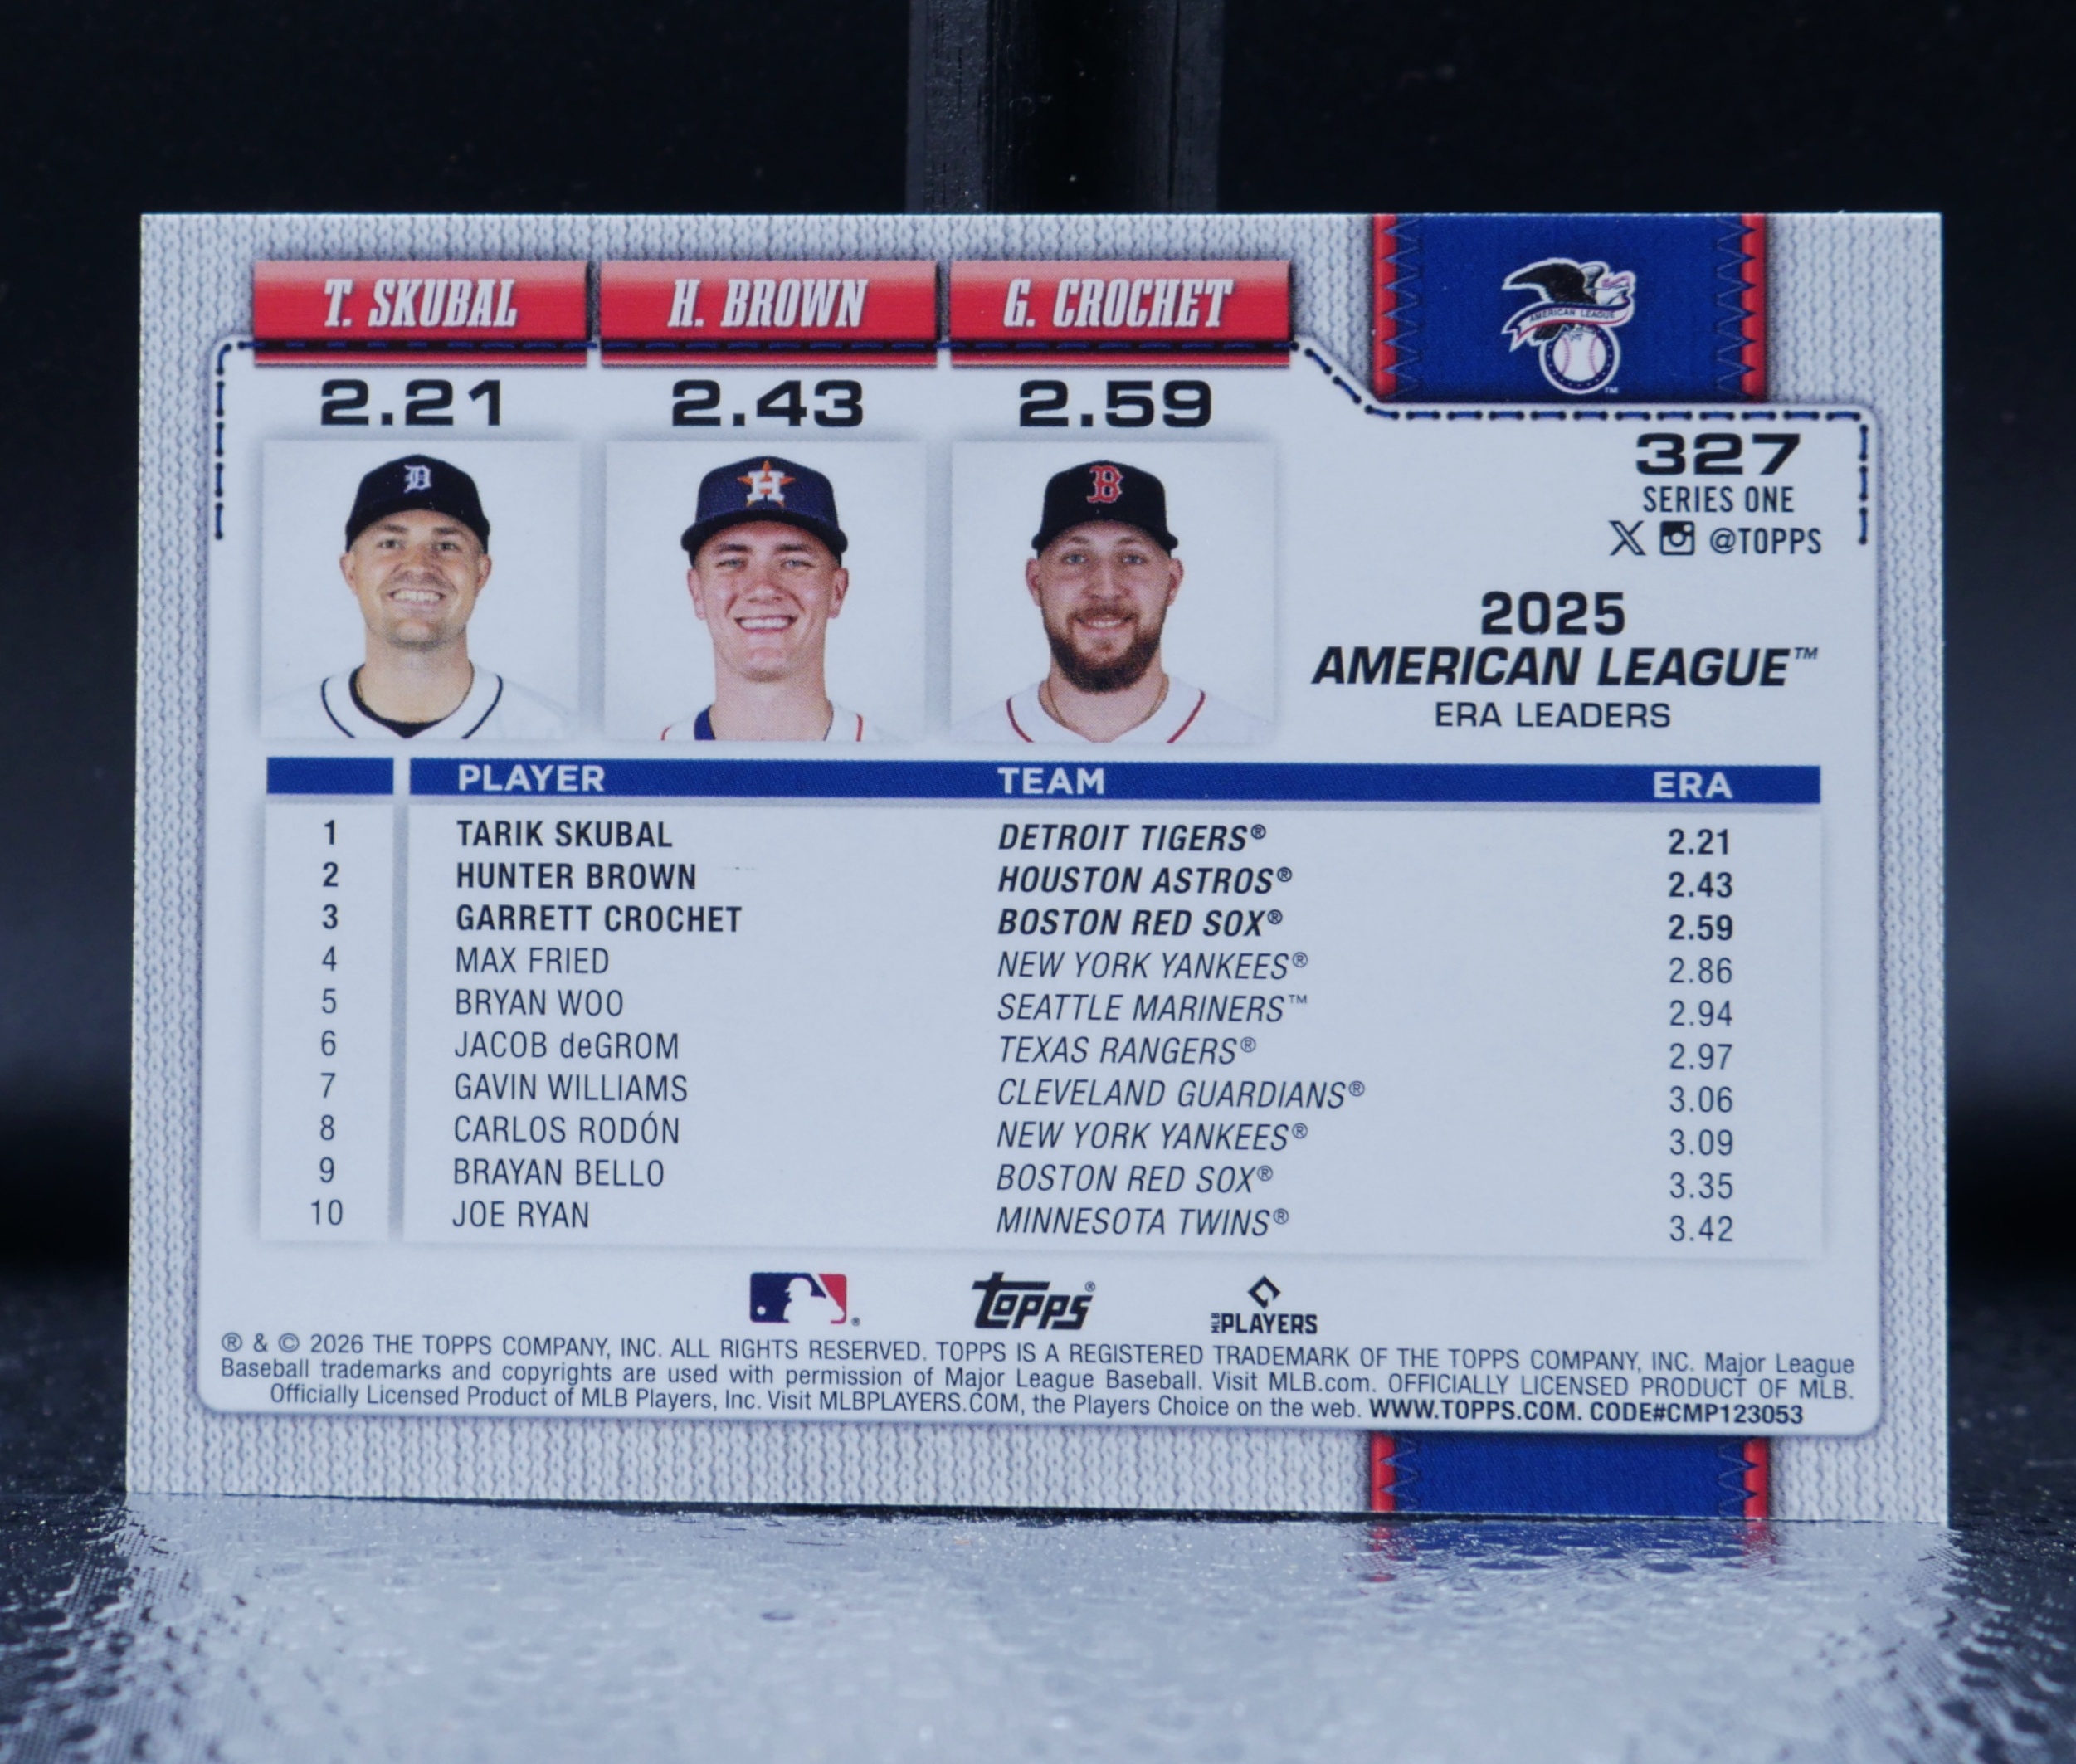 T. SKUBAL H. BROWN G. CROCHET
AMERICAN LEAGUE
™
2.21 2.43 2.59
D H B
327
SERIES ONE
X @TOPPS
2025
AMERICAN LEAGUE™
ERA LEADERS
PLAYER TEAM ERA
1 TARIK SKUBAL DETROIT TIGERS® 2.21
2 HUNTER BROWN HOUSTON ASTROS® 2.43
3 GARRETT CROCHET BOSTON RED SOX® 2.59
4 MAX FRIED NEW YORK YANKEES® 2.86
5 BRYAN WOO SEATTLE MARINERS™ 2.94
6 JACOB deGROM TEXAS RANGERS® 2.97
7 GAVIN WILLIAMS CLEVELAND GUARDIANS® 3.06
8 CARLOS RODÓN NEW YORK YANKEES® 3.09
9 BRAYAN BELLO BOSTON RED SOX® 3.35
10 JOE RYAN MINNESOTA TWINS® 3.42
® TOPPS® MLB PLAYERS
® & © 2026 THE TOPPS COMPANY, INC. ALL RIGHTS RESERVED. TOPPS IS A REGISTERED TRADEMARK OF THE TOPPS COMPANY, INC. Major League
Baseball trademarks and copyrights are used with permission of Major League Baseball. Visit MLB.com. OFFICIALLY LICENSED PRODUCT OF MLB.
Officially Licensed Product of MLB Players, Inc. Visit MLBPLAYERS.COM, the Players Choice on the web. WWW.TOPPS.COM. CODE#CMP123053